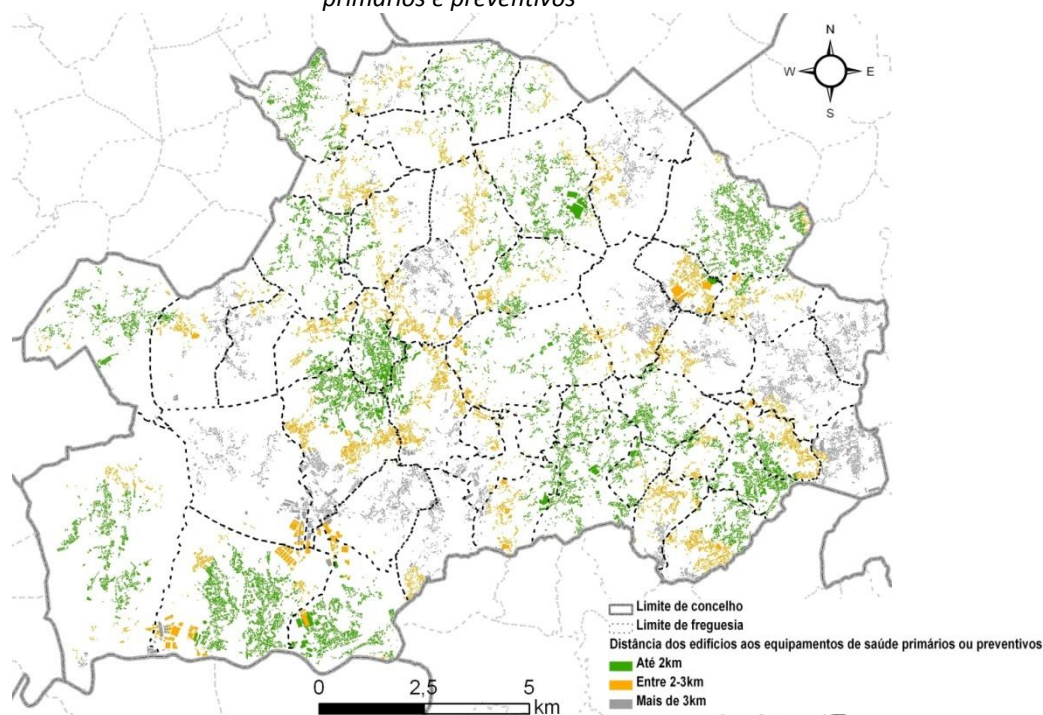 primários e preventivos
N
W E
S
Limite de concelho
Limite de freguesia
Distância dos edifícios aos equipamentos de saúde primários ou preventivos
Até 2km
Entre 2-3km
Mais de 3km
0 2,5 5
km